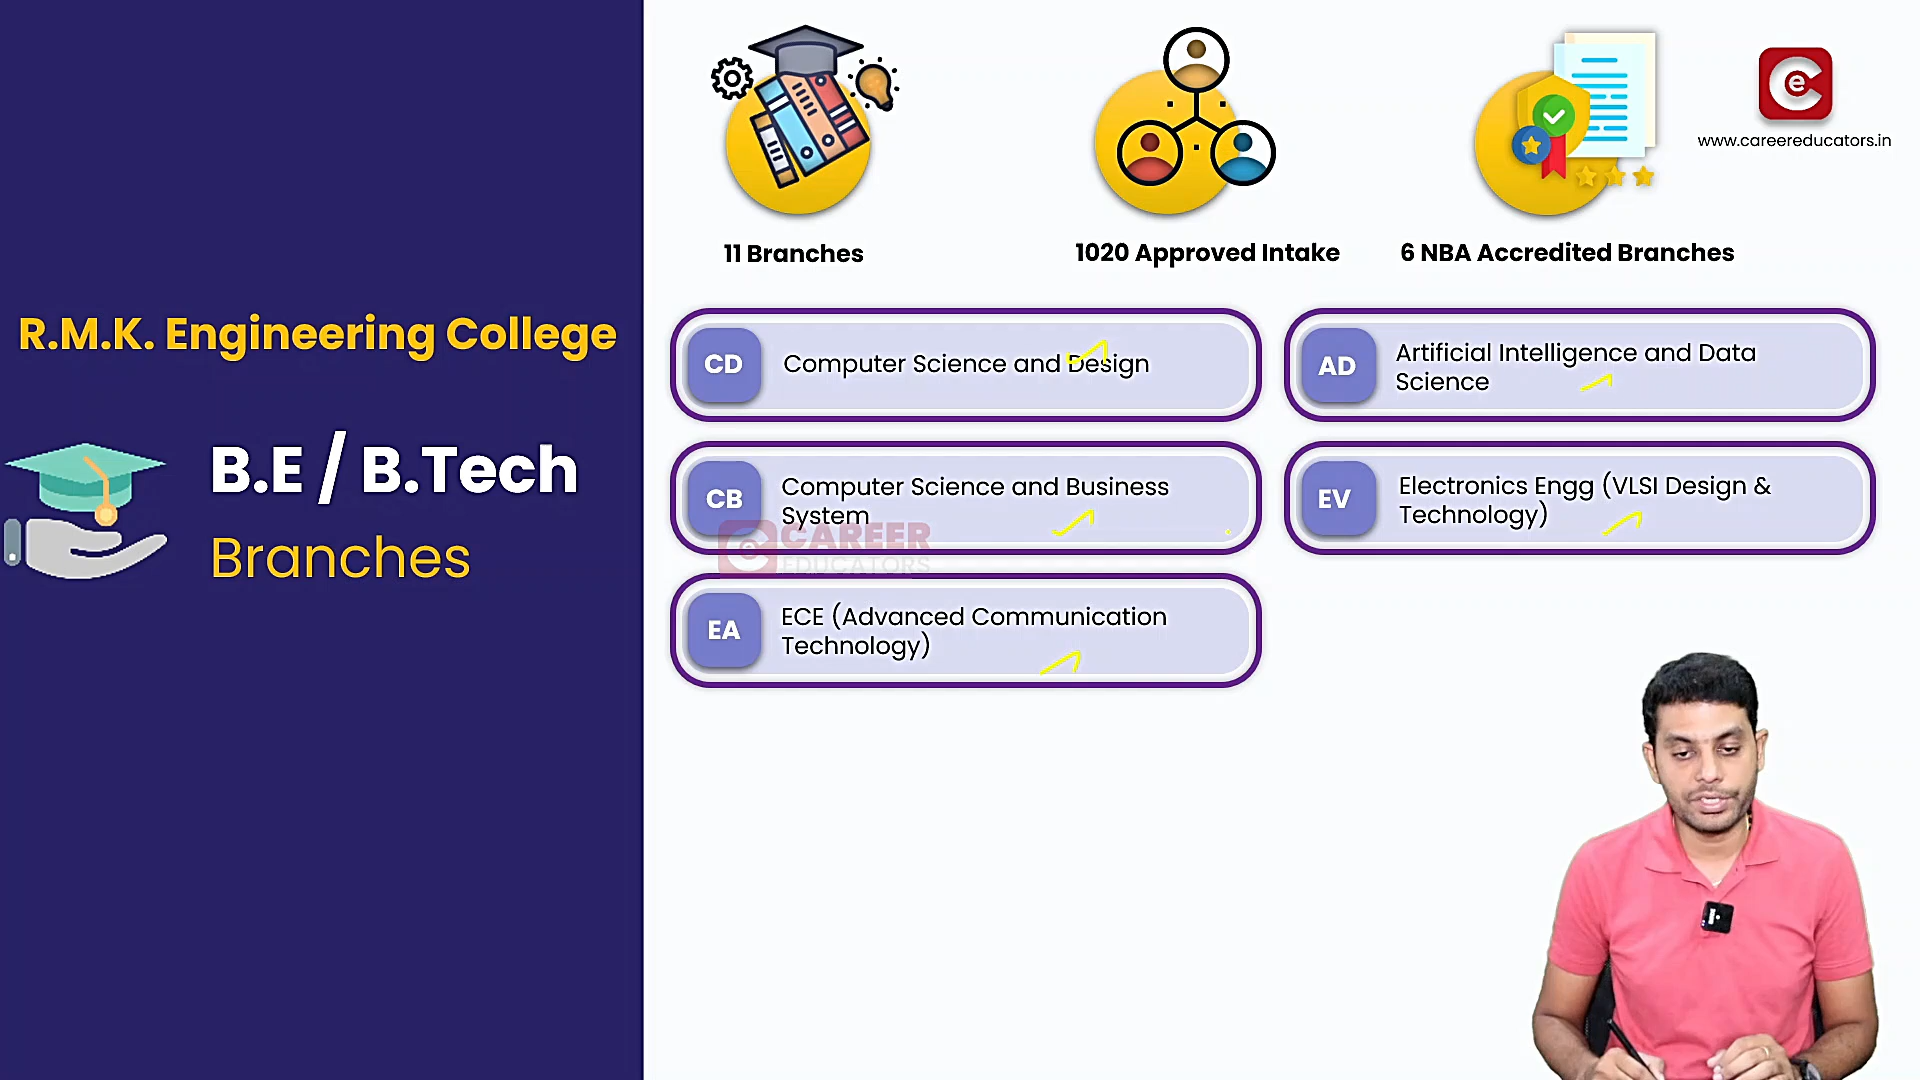 R.M.K. Engineering College
B.E / B.Tech
Branches
11 Branches
1020 Approved Intake
6 NBA Accredited Branches
e
www.careereducators.in
CD
Computer Science and Design
AD
Artificial Intelligence and Data
Science
CB
Computer Science and Business
System
EV
Electronics Engg (VLSI Design &
Technology)
e
CAREER
EDUCATORS
EA
ECE (Advanced Communication
Technology)